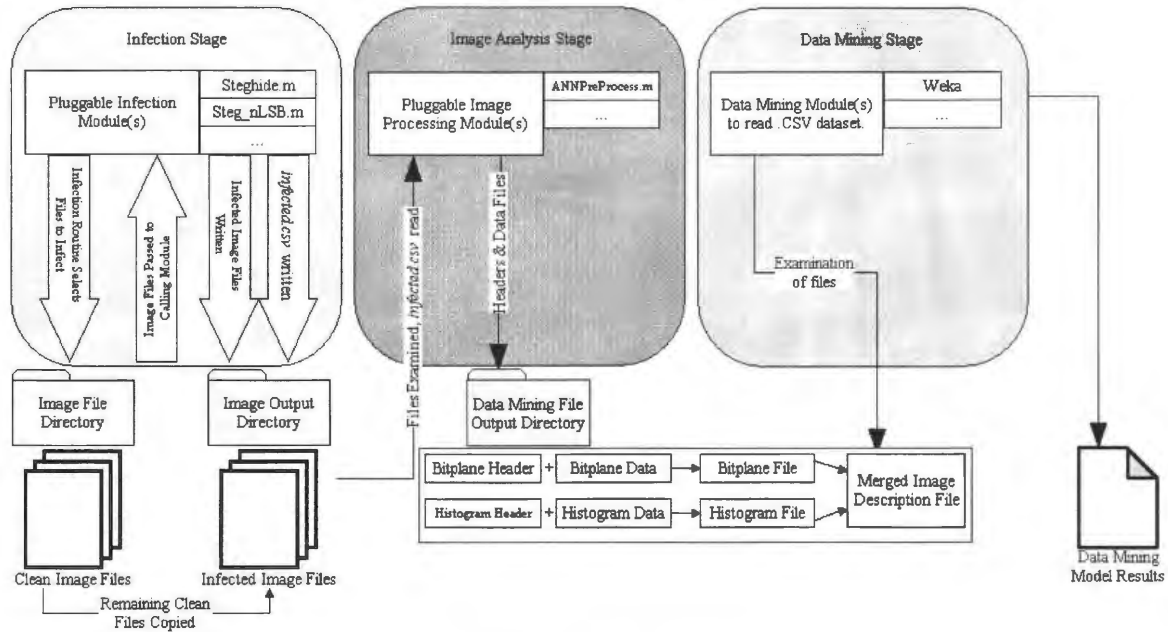 Infection Stage
Pluggable Infection
Module(s)
Steghide.m
Steg_nLSB.m
...
Infection Routine Selects
Files to Infect
Image Files Passed to
Calling Module
Infected Image Files
Written
infected.csv written
Image File
Directory
Image Output
Directory
Clean Image Files
Infected Image Files
Remaining Clean
Files Copied
Image Analysis Stage
Pluggable Image
Processing Module(s)
ANNPreProcess.m
...
Files Examined, infected.csv read
Headers & Data Files
Data Mining File
Output Directory
Bitplane Header + Bitplane Data
Bitplane File
Histogram Header + Histogram Data
Histogram File
Merged Image
Description File
Data Mining Stage
Data Mining Module(s)
to read .CSV dataset.
Weka
...
Examination
of files
Data Mining
Model Results